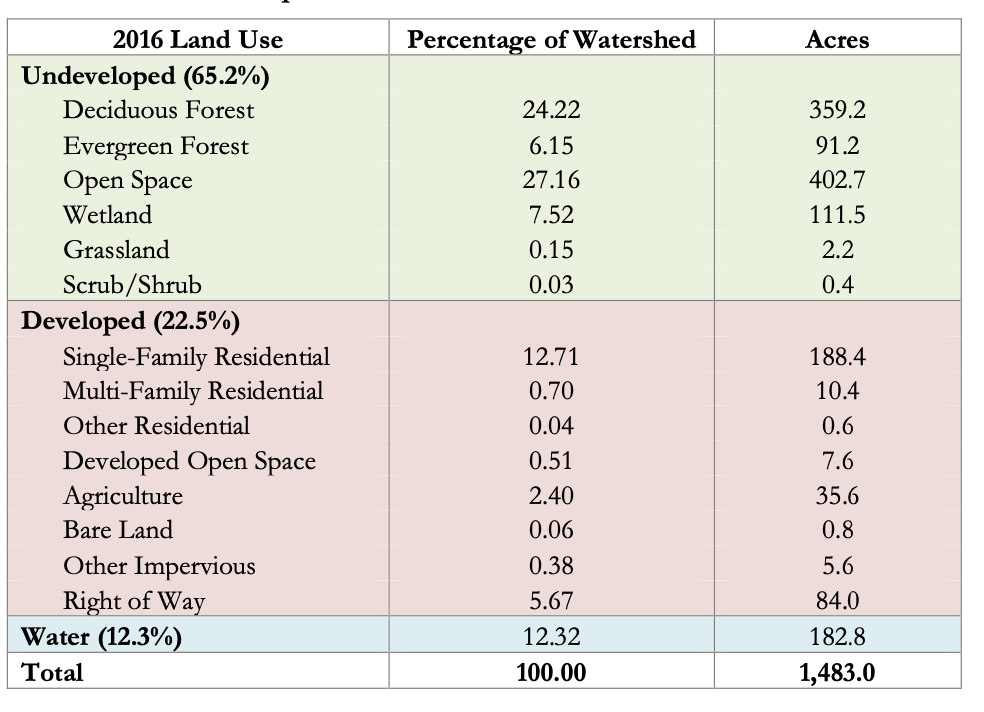 2016 Land Use Percentage of Watershed Acres
Undeveloped (65.2%)
Deciduous Forest 24.22 359.2
Evergreen Forest 6.15 91.2
Open Space 27.16 402.7
Wetland 7.52 111.5
Grassland 0.15 2.2
Scrub/Shrub 0.03 0.4
Developed (22.5%)
Single-Family Residential 12.71 188.4
Multi-Family Residential 0.70 10.4
Other Residential 0.04 0.6
Developed Open Space 0.51 7.6
Agriculture 2.40 35.6
Bare Land 0.06 0.8
Other Impervious 0.38 5.6
Right of Way 5.67 84.0
Water (12.3%) 12.32 182.8
Total 100.00 1,483.0